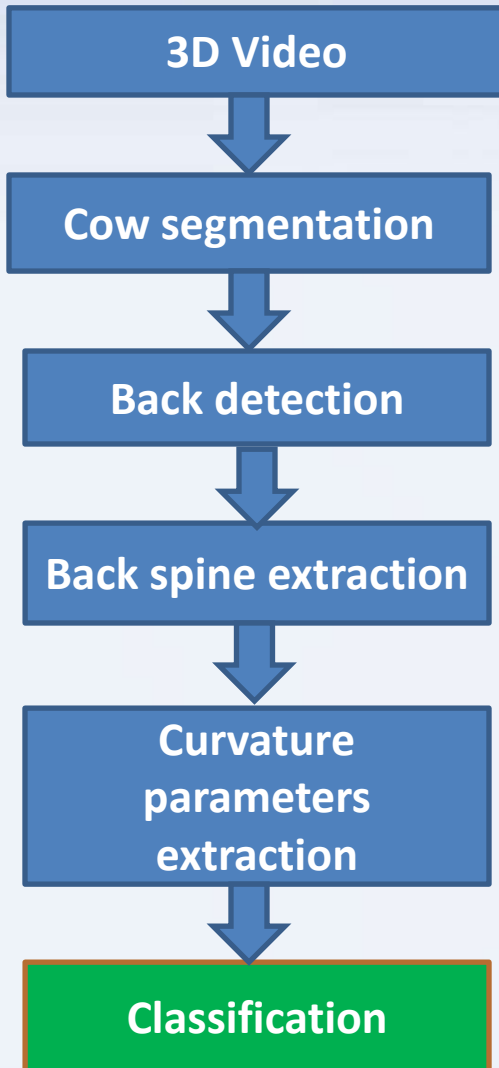 3D Video
Cow segmentation
Back detection
Back spine extraction
Curvature
parameters
extraction
Classification